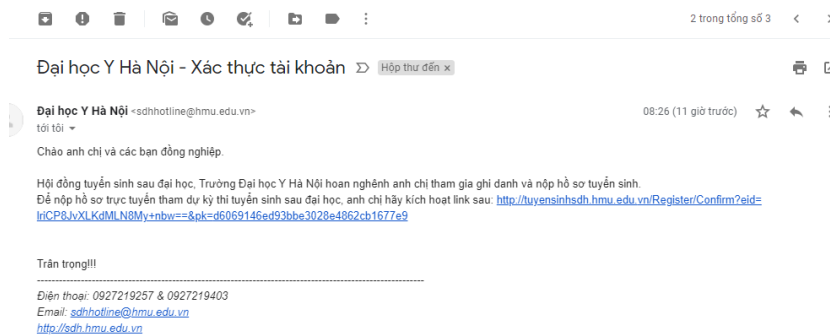 2 trong tổng số 3
Đại học Y Hà Nội - Xác thực tài khoản
Hộp thư đến x
Đại học Y Hà Nội <sdhhotline@hmu.edu.vn>
08:26 (11 giờ trước)
tới tôi
Chào anh chị và các bạn đồng nghiệp.
Hội đồng tuyển sinh sau đại học, Trường Đại học Y Hà Nội hoan nghênh anh chị tham gia ghi danh và nộp hồ sơ tuyển sinh.
Để nộp hồ sơ trực tuyến tham dự kỳ thi tuyển sinh sau đại học, anh chị hãy kích hoạt link sau: http://tuyensinhsdh.hmu.edu.vn/Register/Confirm?eid=
IriCP8JvXLKdMLN8My+nbw==&pk=d6069146ed93bbe3028e4862cb1677e9
Trân trọng!!!
Điện thoại: 0927219257 & 0927219403
Email: sdhhotline@hmu.edu.vn
http://sdh.hmu.edu.vn